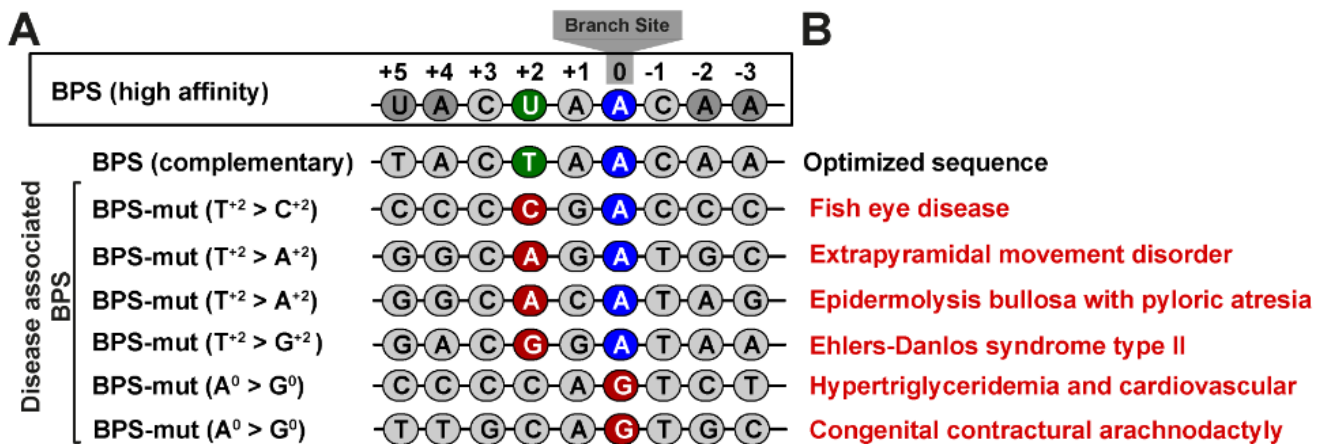 A
Branch Site
B
+5 +4 +3 +2 +1 0 -1 -2 -3
BPS (high affinity) U A C U A A C A A
BPS (complementary) T A C T A A C A A Optimized sequence
Disease associated
BPS
BPS-mut (T+2 > C+2) C C C C G A C C C Fish eye disease
BPS-mut (T+2 > A+2) G G C A G A T G C Extrapyramidal movement disorder
BPS-mut (T+2 > A+2) G G C A C A T A G Epidermolysis bullosa with pyloric atresia
BPS-mut (T+2 > G+2) G A C G G A T A A Ehlers-Danlos syndrome type II
BPS-mut (A0 > G0) C C C C A G T C T Hypertriglyceridemia and cardiovascular
BPS-mut (A0 > G0) T T G C A G T G C Congenital contractural arachnodactyly